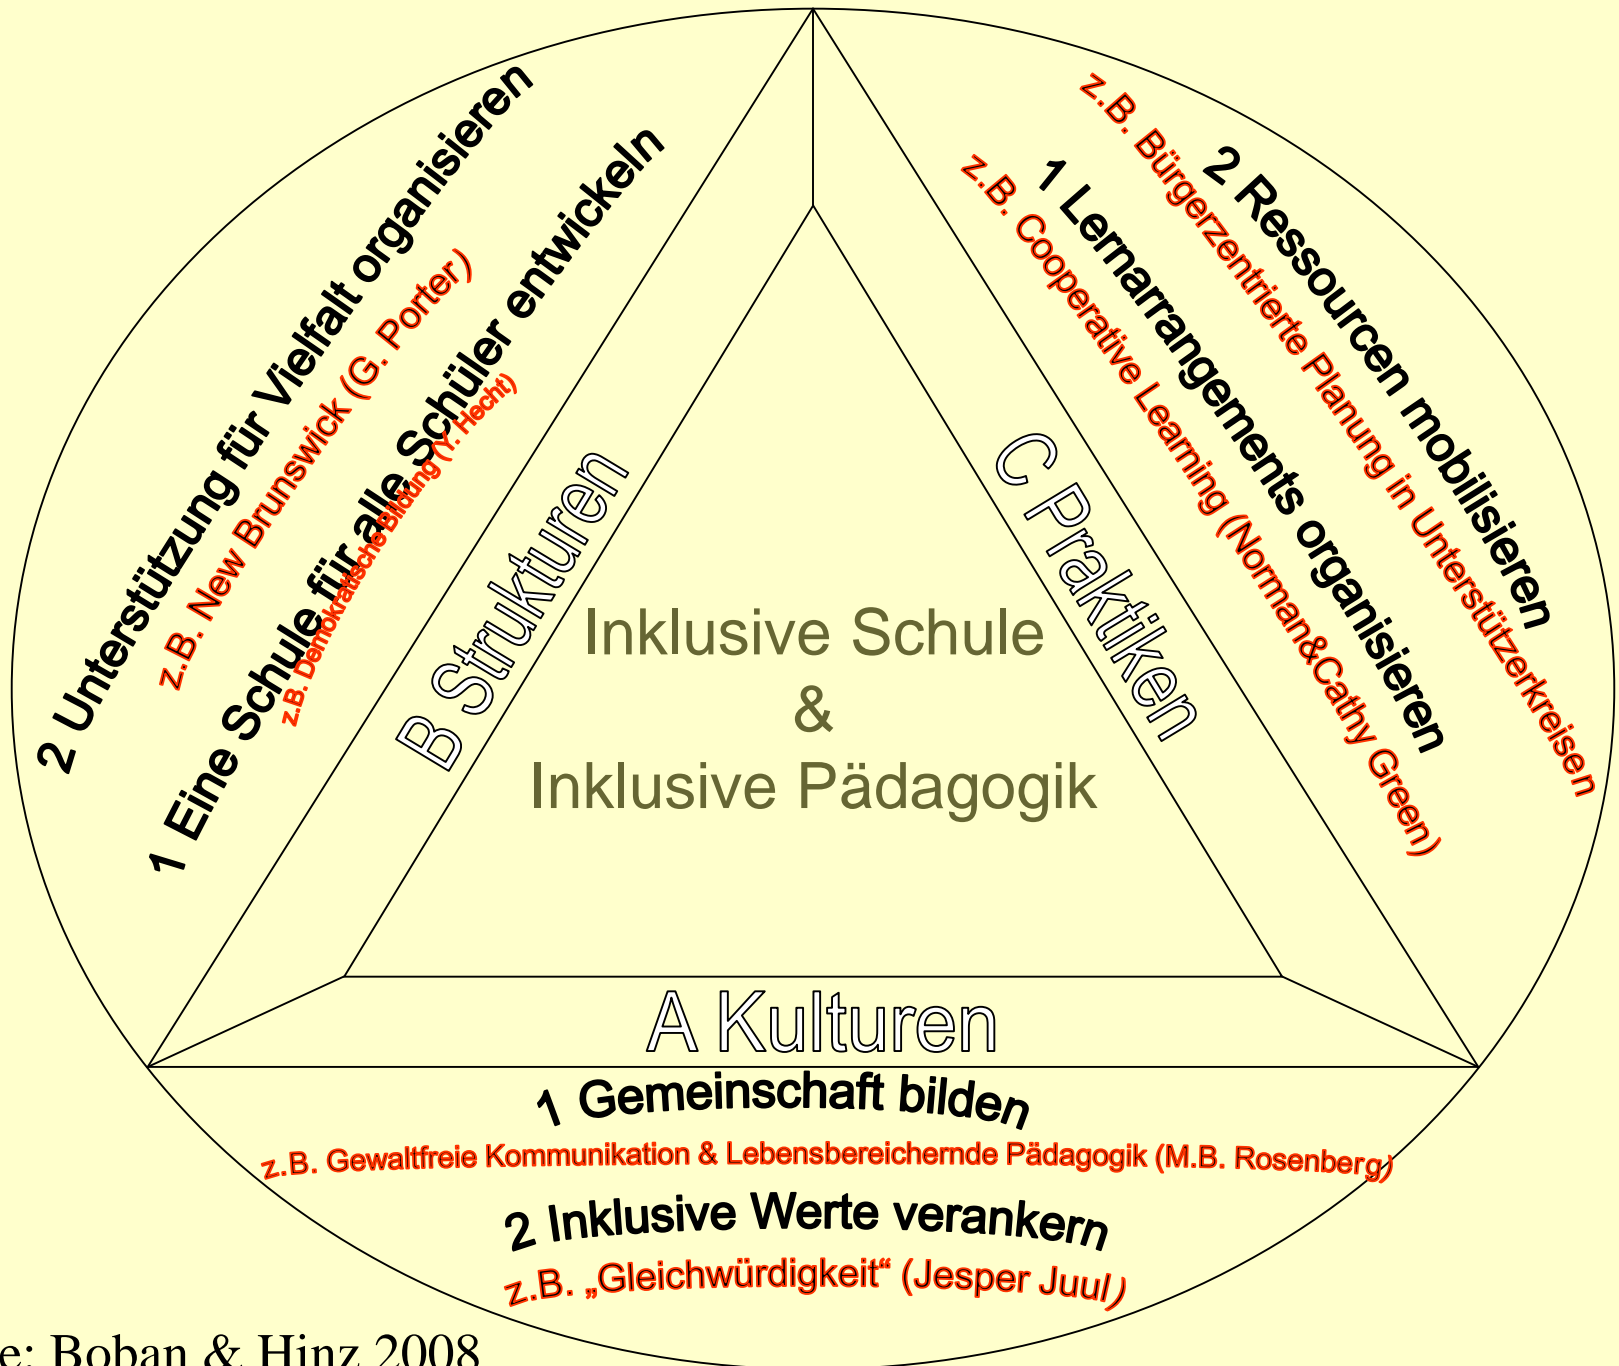 2 Unterstützung für Vielfalt organisieren
z.B. New Brunswick (G. Porter)
1 Eine Schule für alle Schüler entwickeln
z.B. Demokratische Bildung (Y. Hecht)
B Strukturen
z.B. Bürgerzentrierte Planung in Unterstützerkreisen
2 Ressourcen mobilisieren
1 Lernarrangements organisieren
z.B. Cooperative Learning (Norman&Cathy Green)
C Praktiken
Inklusive Schule
&
Inklusive Pädagogik
A Kulturen
1 Gemeinschaft bilden
z.B. Gewaltfreie Kommunikation & Lebensbereichernde Pädagogik (M.B. Rosenberg)
2 Inklusive Werte verankern
z.B. „Gleichwürdigkeit“ (Jesper Juul)
e: Boban & Hinz 2008